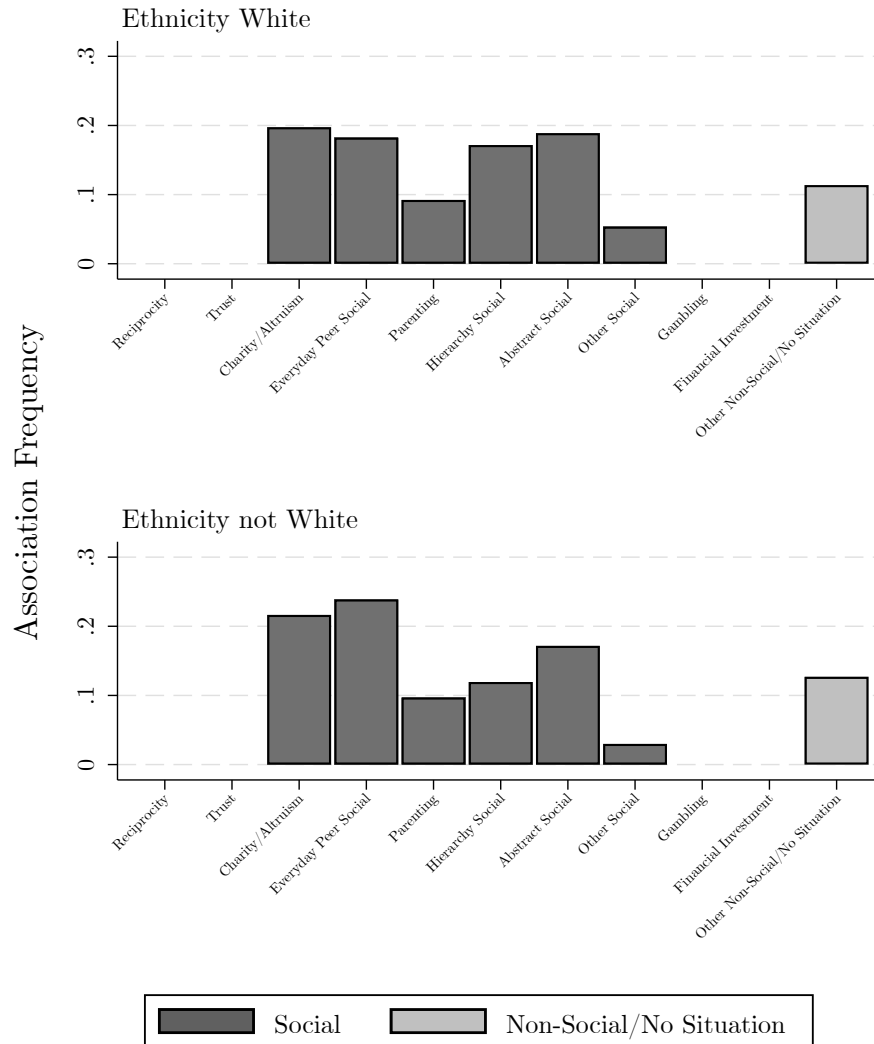 Ethnicity White
.3
.2
.1
0
Reciprocity
Trust
Charity/Altruism
Everyday Peer Social
Parenting
Hierarchy Social
Abstract Social
Other Social
Gambling
Financial Investment
Other Non-Social/No Situation
Association Frequency
Ethnicity not White
.3
.2
.1
0
Reciprocity
Trust
Charity/Altruism
Everyday Peer Social
Parenting
Hierarchy Social
Abstract Social
Other Social
Gambling
Financial Investment
Other Non-Social/No Situation
Social
Non-Social/No Situation